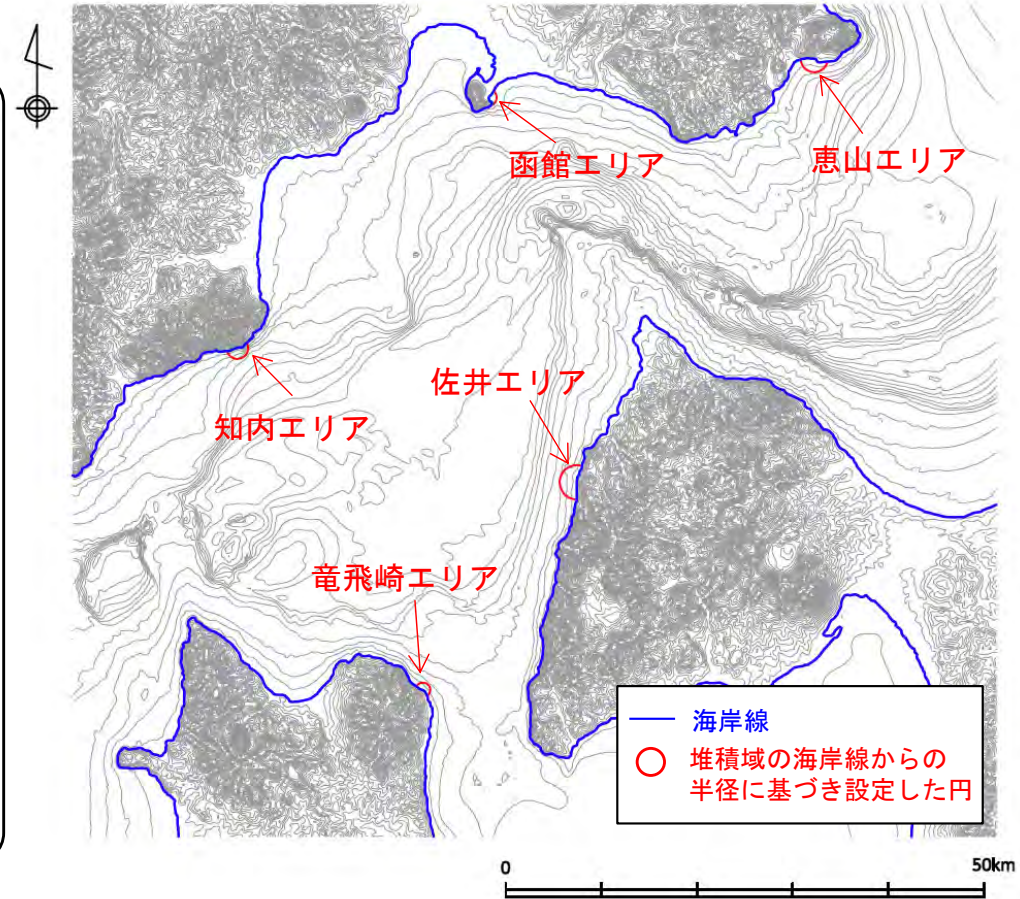 函館エリア
恵山エリア
佐井エリア
知内エリア
竜飛崎エリア
海岸線
堆積域の海岸線からの
半径に基づき設定した円
0
50km